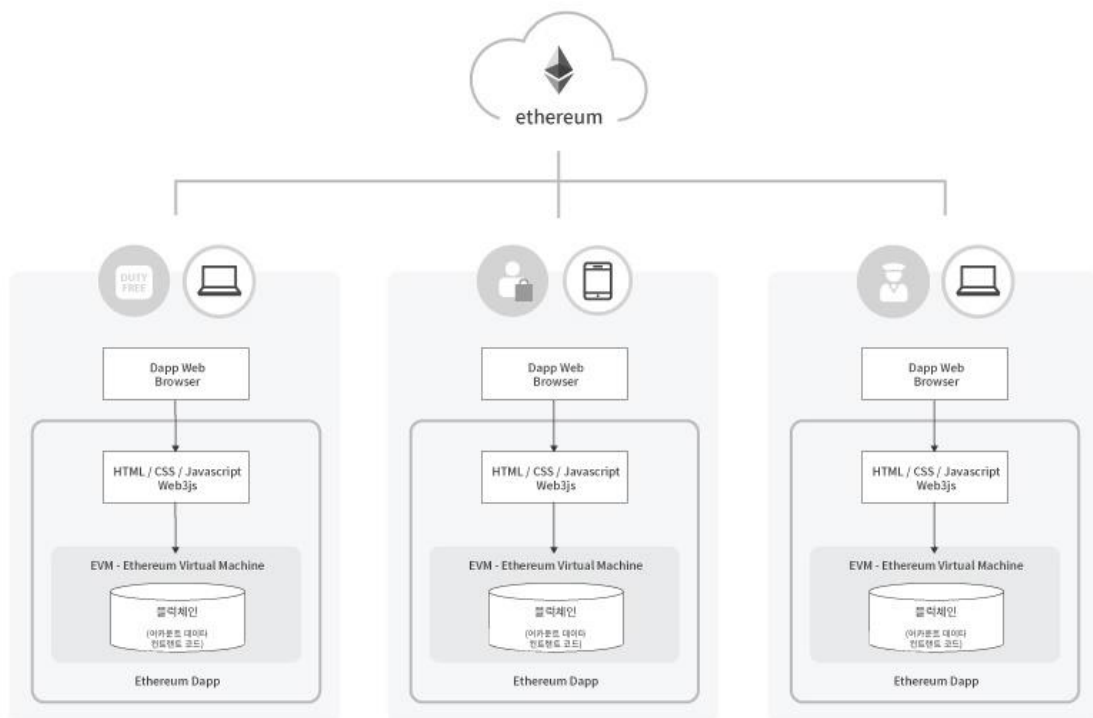 ethereum
DUTY
FREE
Dapp Web
Browser
HTML / CSS / Javascript
Web3js
EVM - Ethereum Virtual Machine
블럭체인
(어카운트 데이타
컨트랙트 코드)
Ethereum Dapp
Dapp Web
Browser
HTML / CSS / Javascript
Web3js
EVM - Ethereum Virtual Machine
블럭체인
(어카운트 데이타
컨트랙트 코드)
Ethereum Dapp
Dapp Web
Browser
HTML / CSS / Javascript
Web3js
EVM - Ethereum Virtual Machine
블럭체인
(어카운트 데이타
컨트랙트 코드)
Ethereum Dapp